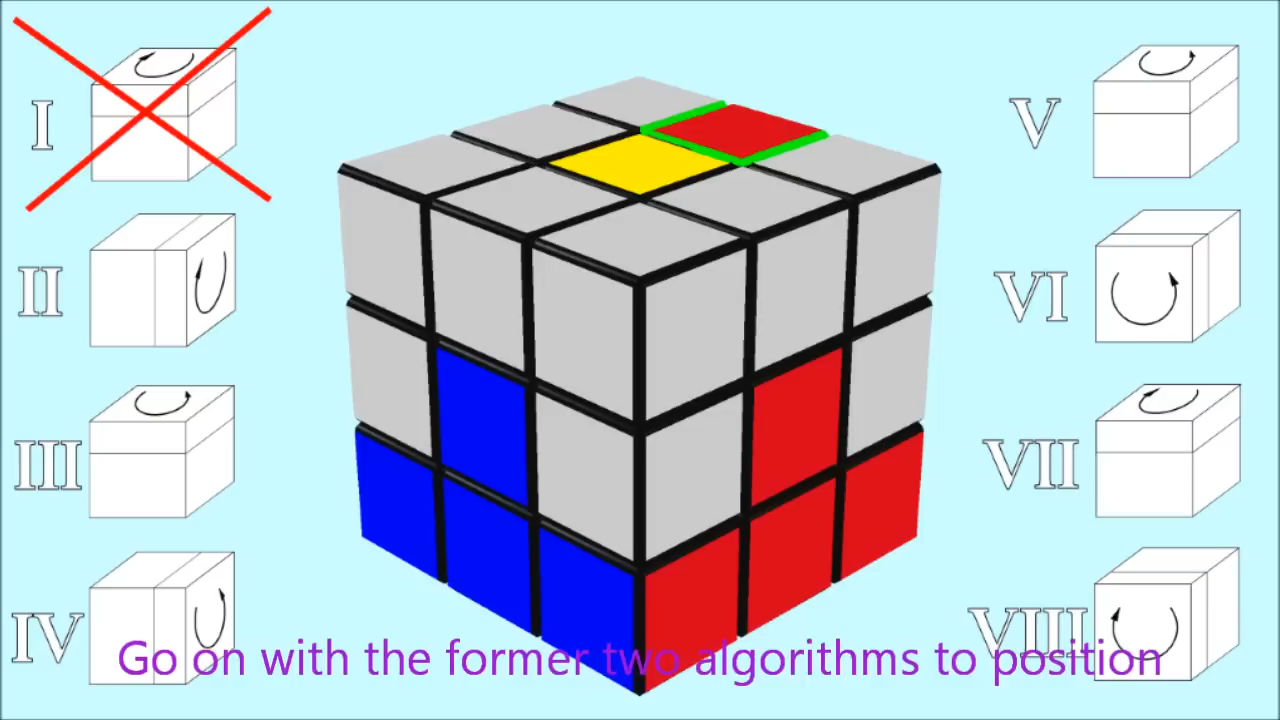 I
II
III
IV
V
VI
VII
VIII
Go on with the former two algorithms to position